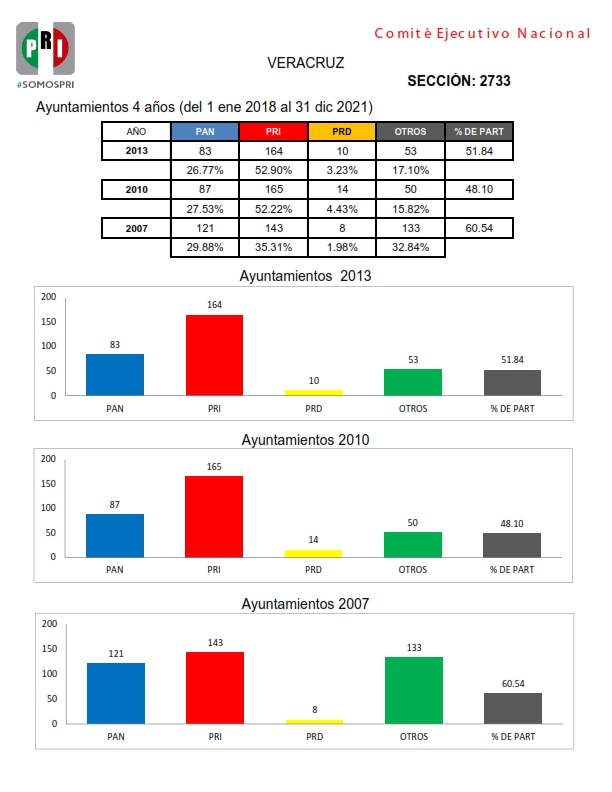 Comité Ejecutivo Nacional
PRI
#SOMOSPRI
VERACRUZ
SECCIÓN: 2733
Ayuntamientos 4 años (del 1 ene 2018 al 31 dic 2021)
AÑO PAN PRI PRD OTROS % DE PART
2013 83 164 10 53 51.84
26.77% 52.90% 3.23% 17.10%
2010 87 165 14 50 48.10
27.53% 52.22% 4.43% 15.82%
2007 121 143 8 133 60.54
29.88% 35.31% 1.98% 32.84%
Ayuntamientos 2013
200
150
100
50
0
83 164 10 53 51.84
PAN PRI PRD OTROS % DE PART
Ayuntamientos 2010
200
150
100
50
0
87 165 14 50 48.10
PAN PRI PRD OTROS % DE PART
Ayuntamientos 2007
200
150
100
50
0
121 143 8 133 60.54
PAN PRI PRD OTROS % DE PART